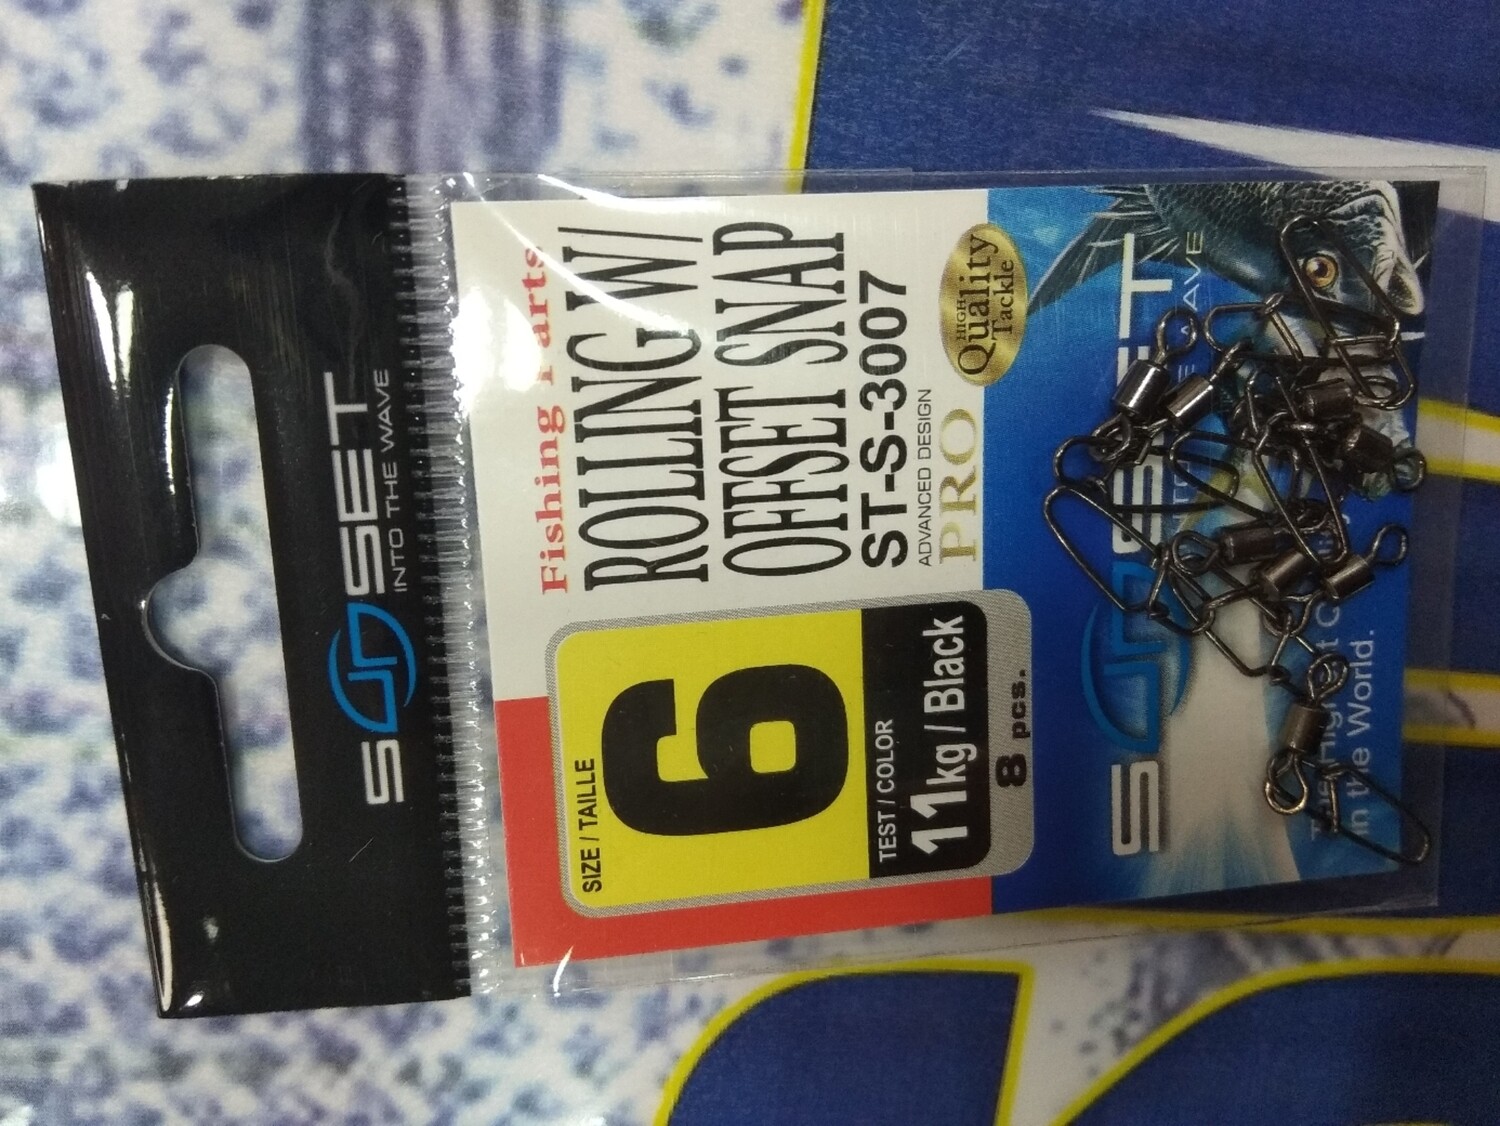 SUNSET
INTO THE WAVE
Fishing Parts
ROLLING W/
OFFSET SNAP
ST-S-3007
ADVANCED DESIGN
PRO
HIGH
Quality
Tackle
SIZE / TAILLE
6
TEST / COLOR
11kg / Black
8 pcs.
SUNSET
in the World.